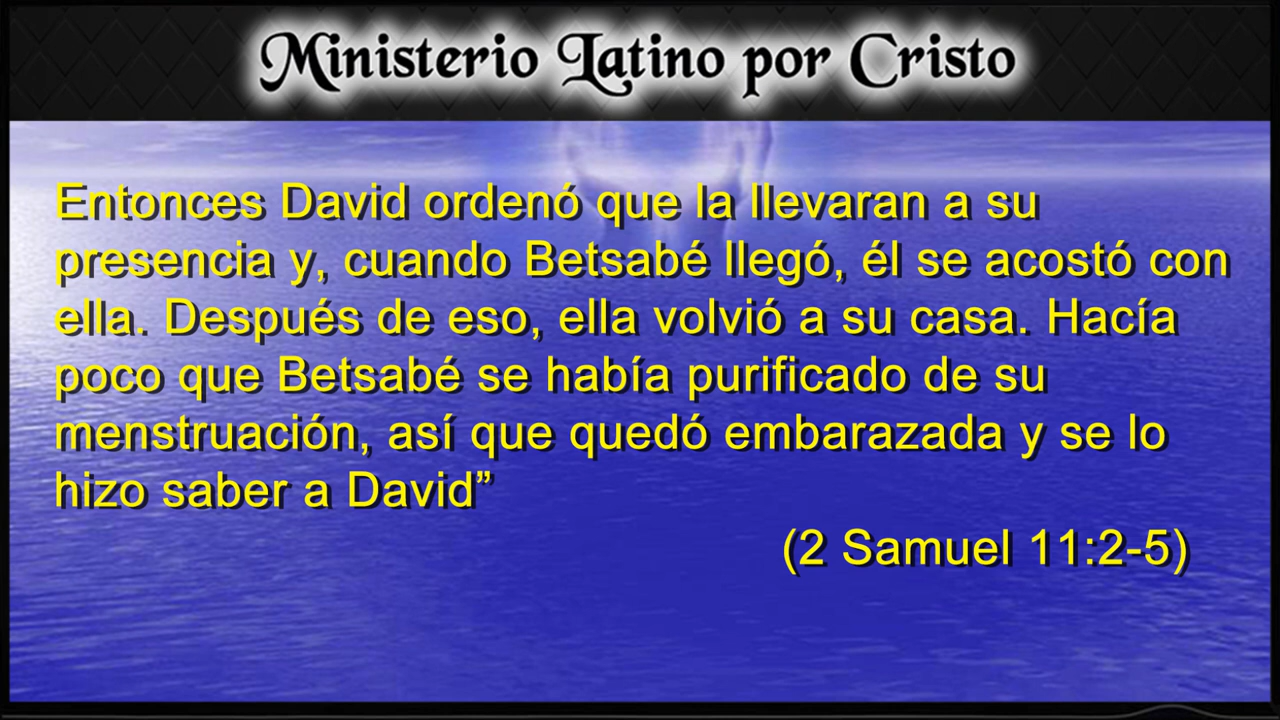 Ministerio Latino por Cristo
Entonces David ordenó que la llevaran a su
presencia y, cuando Betsabé llegó, él se acostó con
ella. Después de eso, ella volvió a su casa. Hacía
poco que Betsabé se había purificado de su
menstruación, así que quedó embarazada y se lo
hizo saber a David”
(2 Samuel 11:2-5)